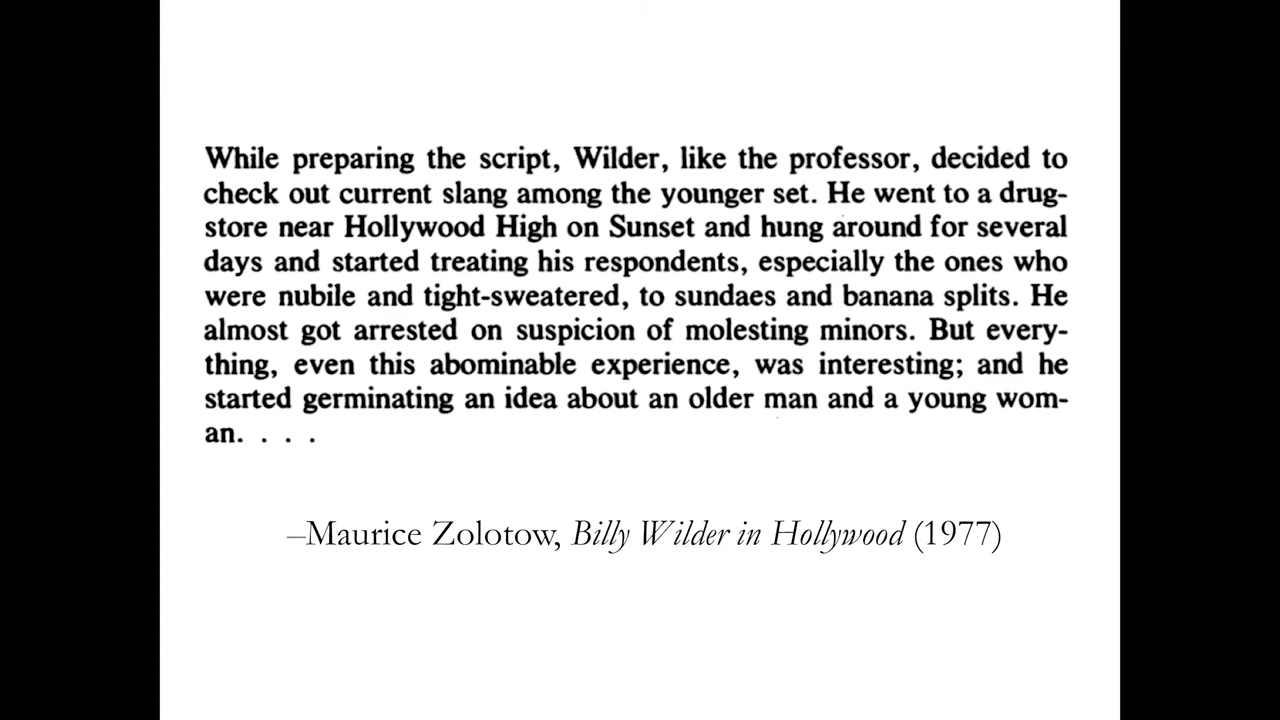 While preparing the script, Wilder, like the professor, decided to
check out current slang among the younger set. He went to a drug-
store near Hollywood High on Sunset and hung around for several
days and started treating his respondents, especially the ones who
were nubile and tight-sweatered, to sundaes and banana splits. He
almost got arrested on suspicion of molesting minors. But every-
thing, even this abominable experience, was interesting; and he
started germinating an idea about an older man and a young wom-
an. . . .
–Maurice Zolotow, Billy Wilder in Hollywood (1977)